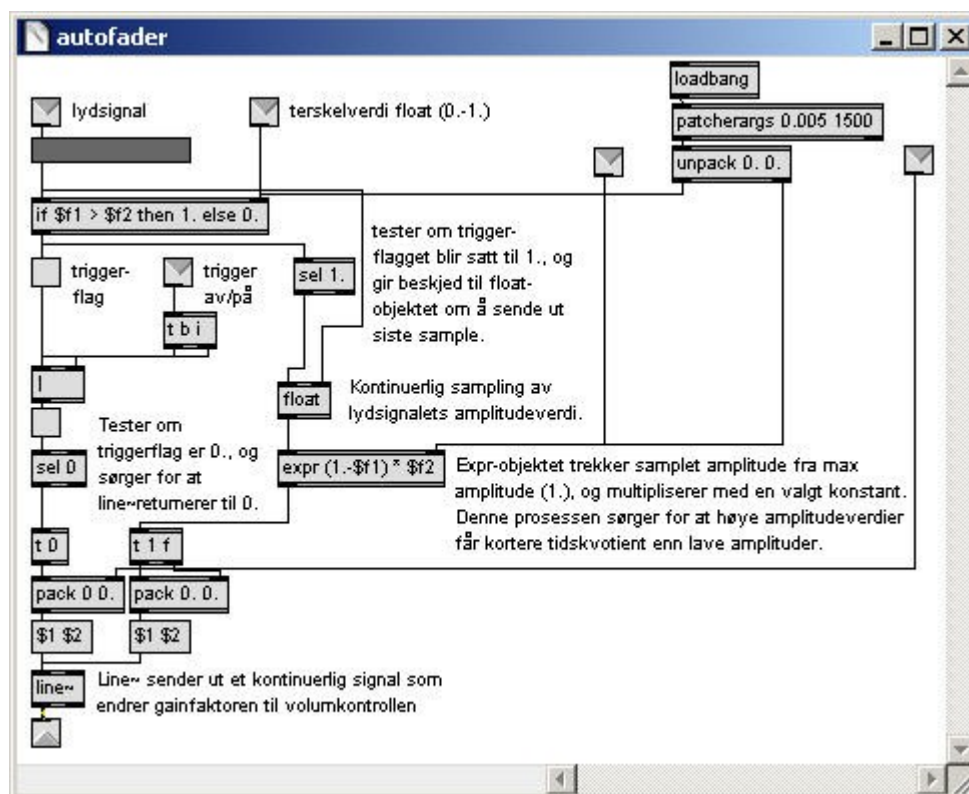 autofader
loadbang
lydsignal
terskelverdi float (0.-1.)
patcherargs 0.005 1500
unpack 0. 0.
if $f1 > $f2 then 1. else 0.
tester om trigger-
flagget blir satt til 1., og
gir beskjed til float-
objektet om å sende ut
siste sample.
trigger-
flag
trigger
av/på
sel 1.
t b i
l
float
Kontinuerlig sampling av
lydsignalets amplitudeverdi.
Tester om
triggerflag er 0., og
sørger for at
line~returnerer til 0.
sel 0
expr (1.-$f1) * $f2
Expr-objektet trekker samplet amplitude fra max
amplitude (1.), og multipliserer med en valgt konstant.
Denne prosessen sørger for at høye amplitudeverdier
får kortere tidskvotient enn lave amplituder.
t 0
t 1 f
pack 0 0.
pack 0. 0.
$1 $2
$1 $2
line~
Line~ sender ut et kontinuerlig signal som
endrer gainfaktoren til volumkontrollen